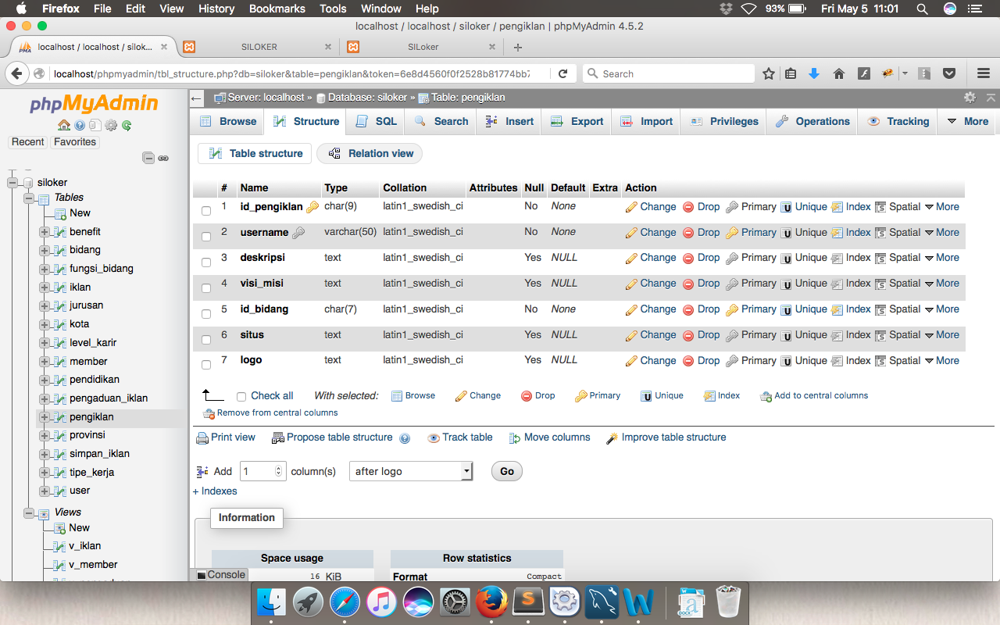 Firefox File Edit View History Bookmarks Tools Window Help 93% Fri May 5 11:01
localhost / localhost / siloker / pengiklan | phpMyAdmin 4.5.2
localhost / localhost / silok... SILOKER SILoker
localhost/phpmyadmin/tbl_structure.php?db=siloker&table=pengiklan&token=6e8d4560f0f2528b81774bb7 Search
phpMyAdmin
Recent Favorites
siloker
Tables
New
benefit
bidang
fungsi_bidang
iklan
jurusan
kota
level_karir
member
pendidikan
pengaduan_iklan
pengiklan
provinsi
simpan_iklan
tipe_kerja
user
Views
New
v_iklan
v_member
Server: localhost » Database: siloker » Table: pengiklan
Browse Structure SQL Search Insert Export Import Privileges Operations Tracking More
Table structure Relation view
# Name Type Collation Attributes Null Default Extra Action
1 id_pengiklan char(9) latin1_swedish_ci No None Change Drop Primary Unique Index Spatial More
2 username varchar(50) latin1_swedish_ci No None Change Drop Primary Unique Index Spatial More
3 deskripsi text latin1_swedish_ci Yes NULL Change Drop Primary Unique Index Spatial More
4 visi_misi text latin1_swedish_ci Yes NULL Change Drop Primary Unique Index Spatial More
5 id_bidang char(7) latin1_swedish_ci No None Change Drop Primary Unique Index Spatial More
6 situs text latin1_swedish_ci Yes NULL Change Drop Primary Unique Index Spatial More
7 logo text latin1_swedish_ci Yes NULL Change Drop Primary Unique Index Spatial More
Check all With selected: Browse Change Drop Primary Unique Index Add to central columns
Remove from central columns
Print view Propose table structure Track table Move columns Improve table structure
Add 1 column(s) after logo Go
+ Indexes
Information
Space usage Row statistics
16 KiB Format Compact
Console